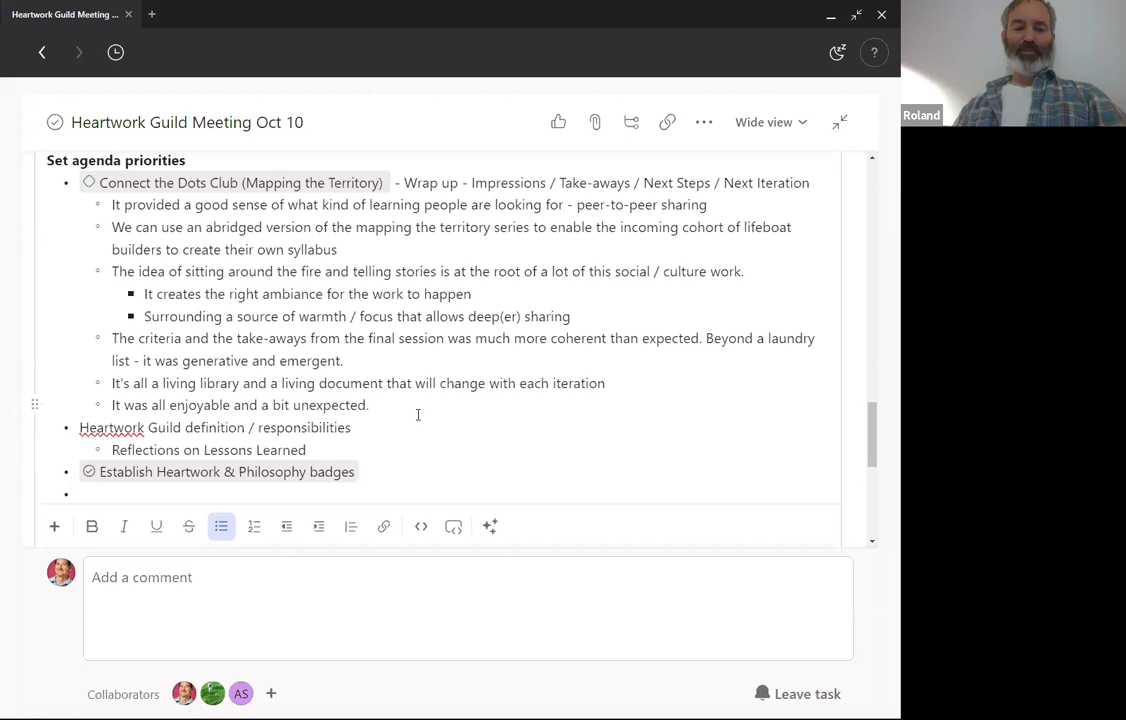 Heartwork Guild Meeting ...
Heartwork Guild Meeting Oct 10
Wide view
Roland
Set agenda priorities
Connect the Dots Club (Mapping the Territory) - Wrap up - Impressions / Take-aways / Next Steps / Next Iteration
It provided a good sense of what kind of learning people are looking for - peer-to-peer sharing
We can use an abridged version of the mapping the territory series to enable the incoming cohort of lifeboat
builders to create their own syllabus
The idea of sitting around the fire and telling stories is at the root of a lot of this social / culture work.
It creates the right ambiance for the work to happen
Surrounding a source of warmth / focus that allows deep(er) sharing
The criteria and the take-aways from the final session was much more coherent than expected. Beyond a laundry
list - it was generative and emergent.
It's all a living library and a living document that will change with each iteration
It was all enjoyable and a bit unexpected.
Heartwork Guild definition / responsibilities
Reflections on Lessons Learned
Establish Heartwork & Philosophy badges
Add a comment
Collaborators
AS
Leave task